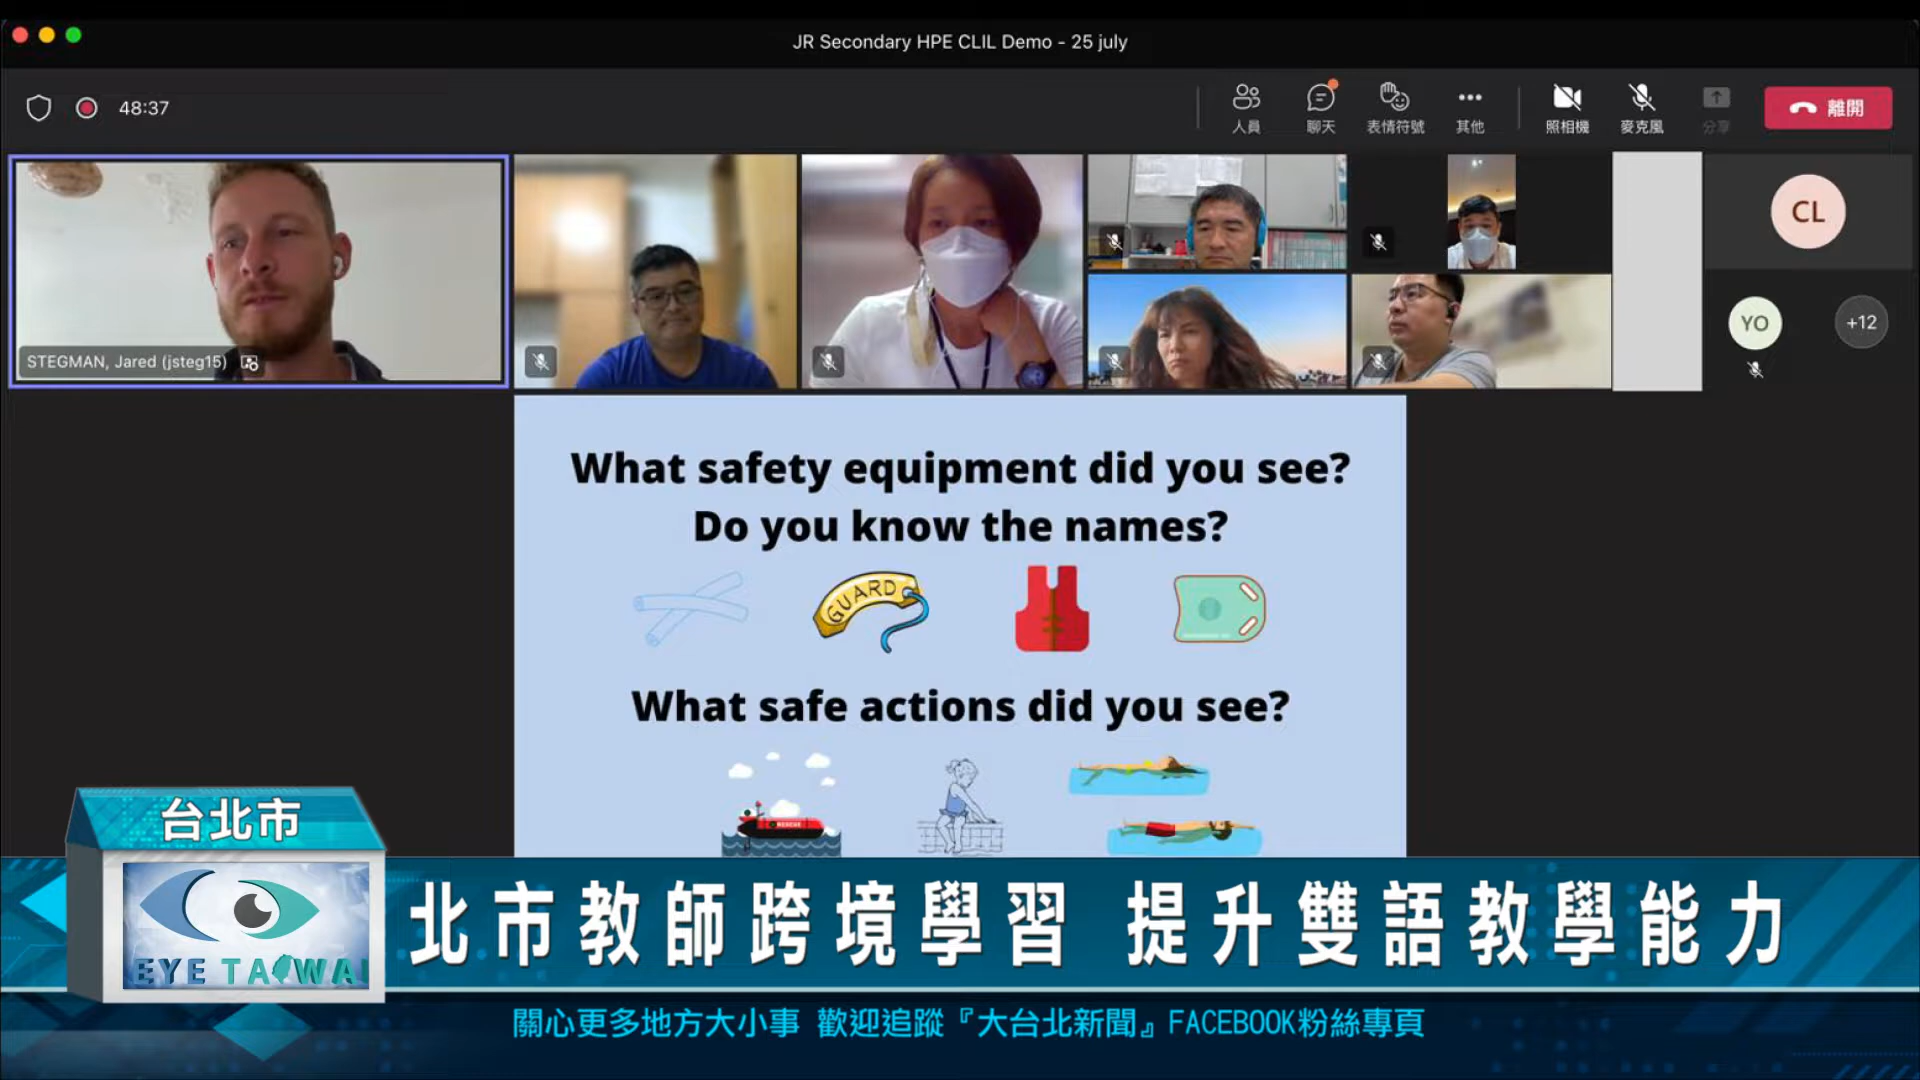 JR Secondary HPE CLIL Demo - 25 july
48:37
人員
聊天
表情符號
其他
照相機
麥克風
分享
離開
STEGMAN, Jared (jsteg15)
CL
YO
+12
What safety equipment did you see?
Do you know the names?
GUARD
What safe actions did you see?
RESCUE
台北市
EYE TAIWA
北市教師跨境學習 提升雙語教學能力
關心更多地方大小事 歡迎追蹤『大台北新聞』FACEBOOK粉絲專頁